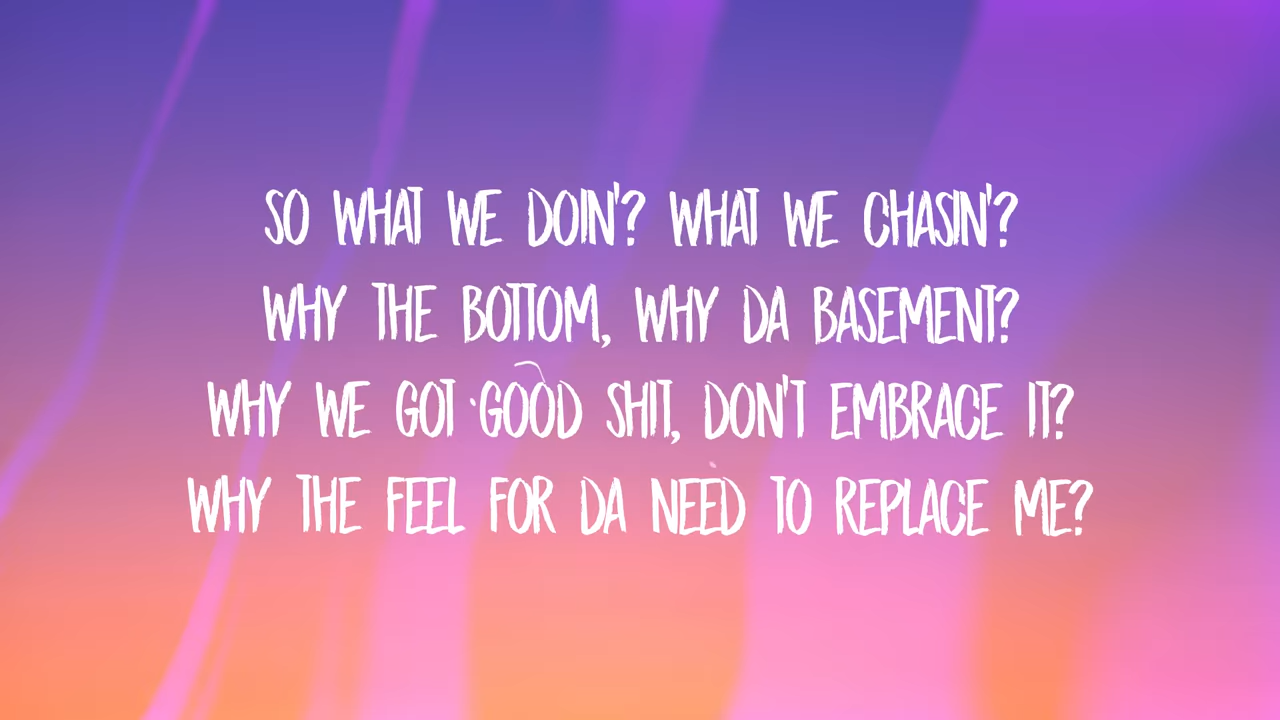 SO WHAT WE DOIN'? WHAT WE CHASIN'?
WHY THE BOTTOM, WHY DA BASEMENT?
WHY WE GOT GOOD SHIT, DON'T EMBRACE IT?
WHY THE FEEL FOR DA NEED TO REPLACE ME?